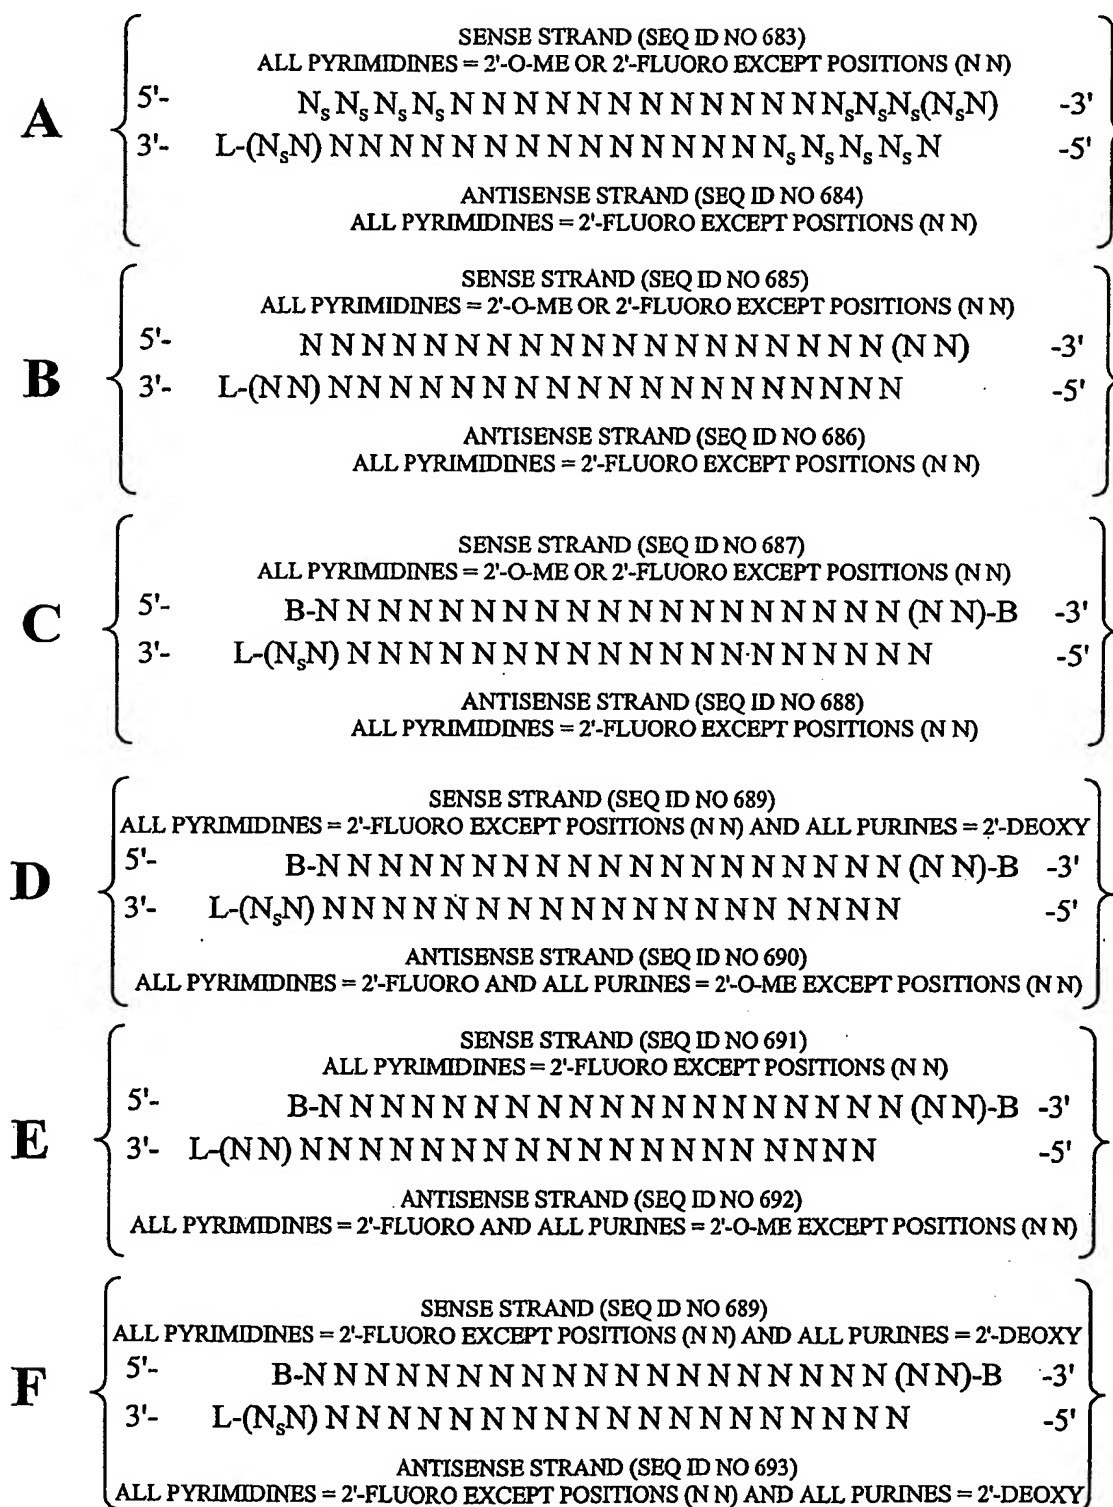 SENSE STRAND (SEQ ID NO 683)
ALL PYRIMIDINES = 2'-O-ME OR 2'-FLUORO EXCEPT POSITIONS (N N)
A
5'- NsNsNsNsN N N N N N N N N N N N NsNsNs(NsN) -3'
3'- L-(NsN) N N N N N N N N N N N N N N NsNsNsNsN -5'
ANTISENSE STRAND (SEQ ID NO 684)
ALL PYRIMIDINES = 2'-FLUORO EXCEPT POSITIONS (N N)
SENSE STRAND (SEQ ID NO 685)
ALL PYRIMIDINES = 2'-O-ME OR 2'-FLUORO EXCEPT POSITIONS (N N)
B
5'- N N N N N N N N N N N N N N N N N N N (N N) -3'
3'- L-(N N) N N N N N N N N N N N N N N N N N N N -5'
ANTISENSE STRAND (SEQ ID NO 686)
ALL PYRIMIDINES = 2'-FLUORO EXCEPT POSITIONS (N N)
SENSE STRAND (SEQ ID NO 687)
ALL PYRIMIDINES = 2'-O-ME OR 2'-FLUORO EXCEPT POSITIONS (N N)
C
5'- B-N N N N N N N N N N N N N N N N N N N (N N)-B -3'
3'- L-(NsN) N N N N N N N N N N N N N N N N N N N -5'
ANTISENSE STRAND (SEQ ID NO 688)
ALL PYRIMIDINES = 2'-FLUORO EXCEPT POSITIONS (N N)
SENSE STRAND (SEQ ID NO 689)
ALL PYRIMIDINES = 2'-FLUORO EXCEPT POSITIONS (N N) AND ALL PURINES = 2'-DEOXY
D
5'- B-N N N N N N N N N N N N N N N N N N N (N N)-B -3'
3'- L-(NsN) N N N N N N N N N N N N N N N N N N N -5'
ANTISENSE STRAND (SEQ ID NO 690)
ALL PYRIMIDINES = 2'-FLUORO AND ALL PURINES = 2'-O-ME EXCEPT POSITIONS (N N)
SENSE STRAND (SEQ ID NO 691)
ALL PYRIMIDINES = 2'-FLUORO EXCEPT POSITIONS (N N)
E
5'- B-N N N N N N N N N N N N N N N N N N N (N N)-B -3'
3'- L-(N N) N N N N N N N N N N N N N N N N N N N -5'
ANTISENSE STRAND (SEQ ID NO 692)
ALL PYRIMIDINES = 2'-FLUORO AND ALL PURINES = 2'-O-ME EXCEPT POSITIONS (N N)
SENSE STRAND (SEQ ID NO 689)
ALL PYRIMIDINES = 2'-FLUORO EXCEPT POSITIONS (N N) AND ALL PURINES = 2'-DEOXY
F
5'- B-N N N N N N N N N N N N N N N N N N N (N N)-B -3'
3'- L-(NsN) N N N N N N N N N N N N N N N N N N N -5'
ANTISENSE STRAND (SEQ ID NO 693)
ALL PYRIMIDINES = 2'-FLUORO EXCEPT POSITIONS (N N) AND ALL PURINES = 2'-DEOXY